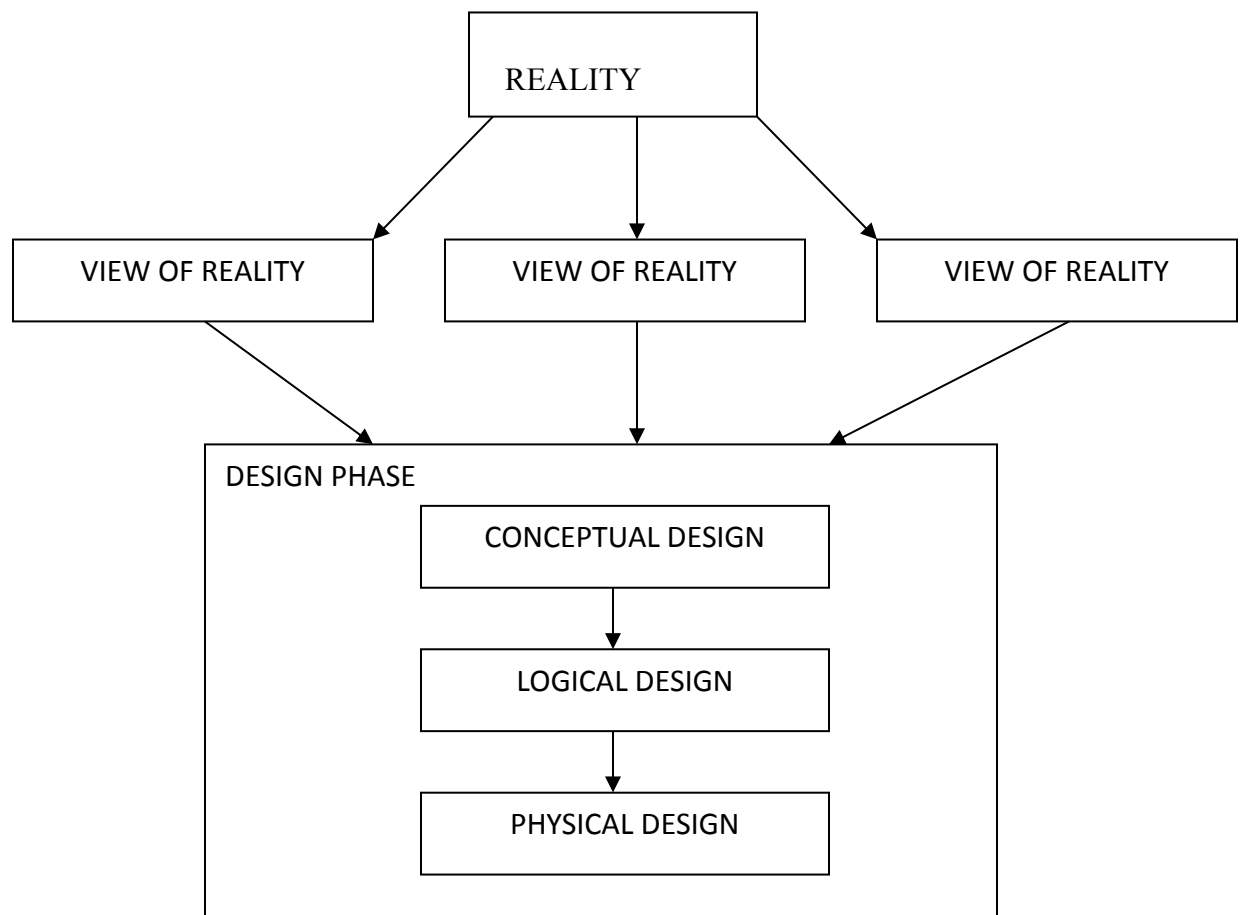 REALITY
VIEW OF REALITY
VIEW OF REALITY
VIEW OF REALITY
DESIGN PHASE
CONCEPTUAL DESIGN
LOGICAL DESIGN
PHYSICAL DESIGN